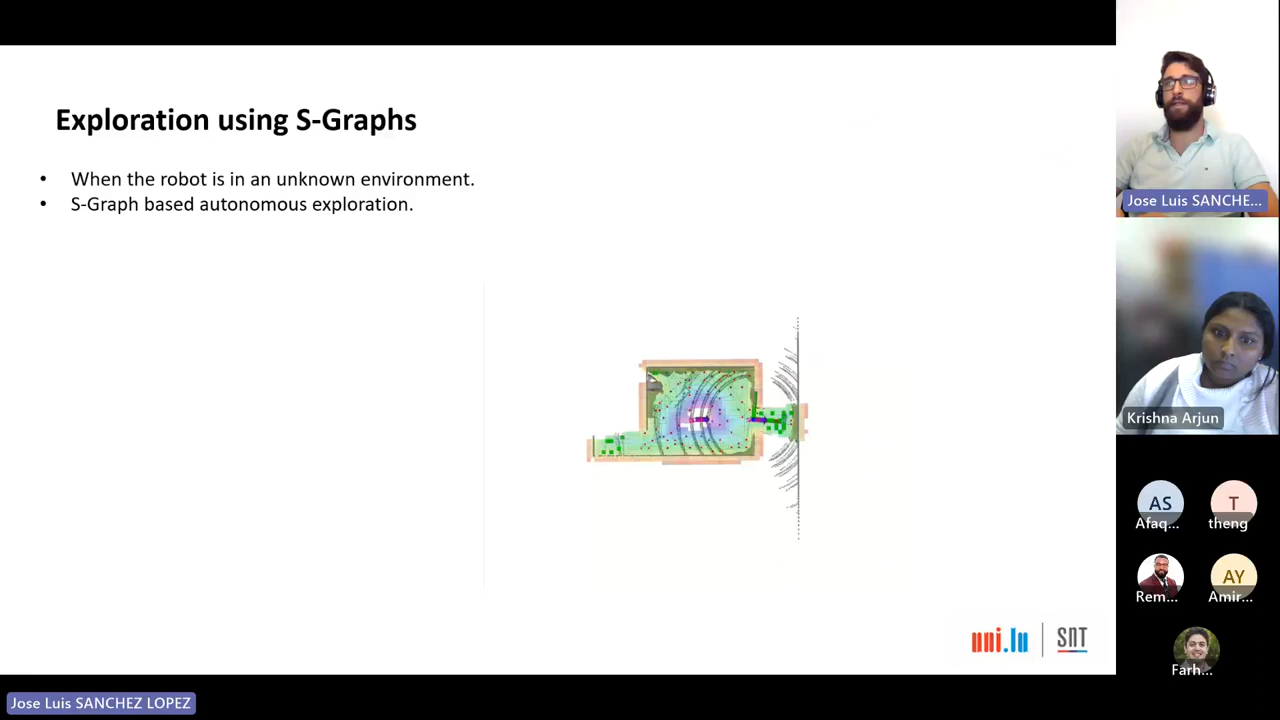 Exploration using S-Graphs
• When the robot is in an unknown environment.
• S-Graph based autonomous exploration.
uni.lu
SNT
Jose Luis SANCHE...
Krishna Arjun
AS
Afaq...
T
theng
Rem...
AY
Amir...
Farh...
Jose Luis SANCHEZ LOPEZ